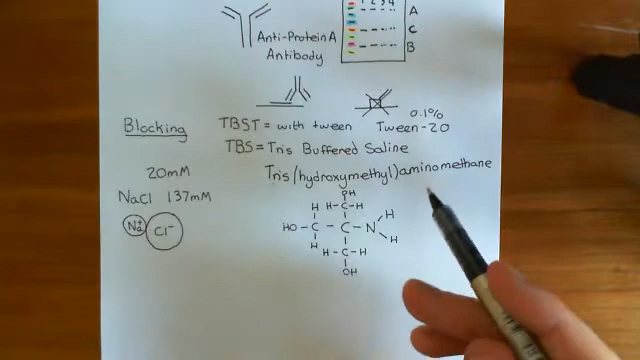 1 2 3 4
A
C
B
Anti-Protein A
Antibody
Blocking
TBST = with tween
0.1%
Tween-20
TBS = Tris Buffered Saline
20mM
Tris (hydroxymethyl) aminomethane
NaCl 137mM
Na+
Cl-
OH
H H-C-H H
HO-C-C-N
H H
H-C-H
OH